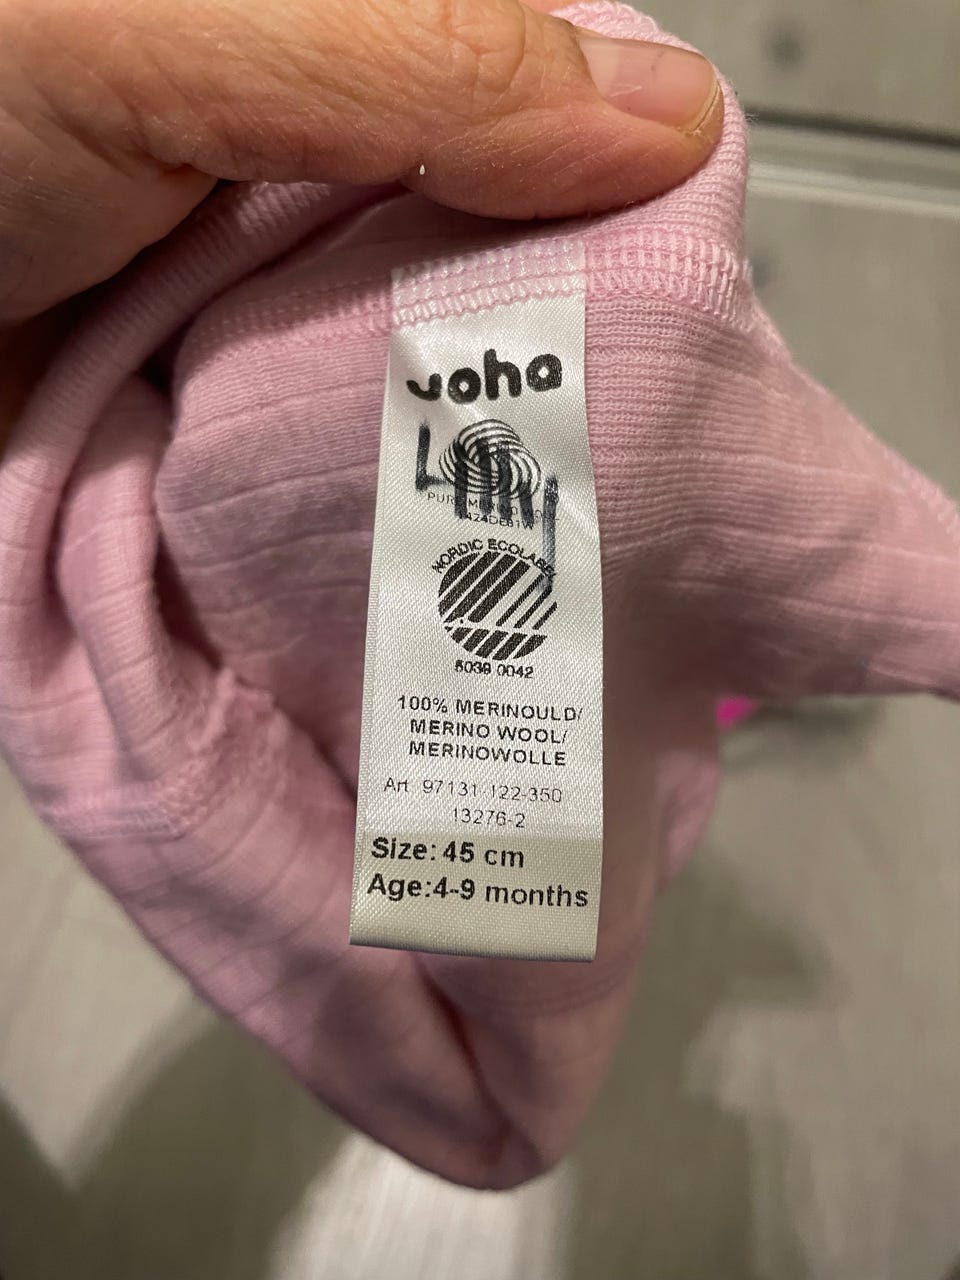 Joha
PURE MERINO WOOL
NORDIC ECOLABEL
5039 0042
100% MERINOULD/
MERINO WOOL/
MERINOWOLLE
Art 97131-122-350
13276-2
Size: 45 cm
Age:4-9 months